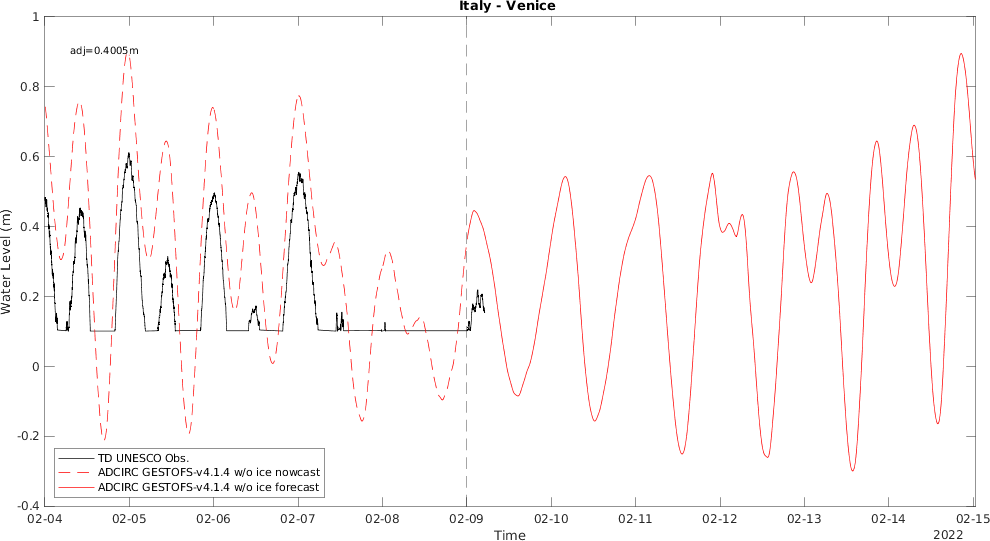 Italy - Venice
adj=0.4005m
Water Level (m)
1
0.8
0.6
0.4
0.2
0
-0.2
-0.4
TD UNESCO Obs.
ADCIRC GESTOFS-v4.1.4 w/o ice nowcast
ADCIRC GESTOFS-v4.1.4 w/o ice forecast
02-04 02-05 02-06 02-07 02-08 02-09 02-10 02-11 02-12 02-13 02-14 02-15
Time
2022